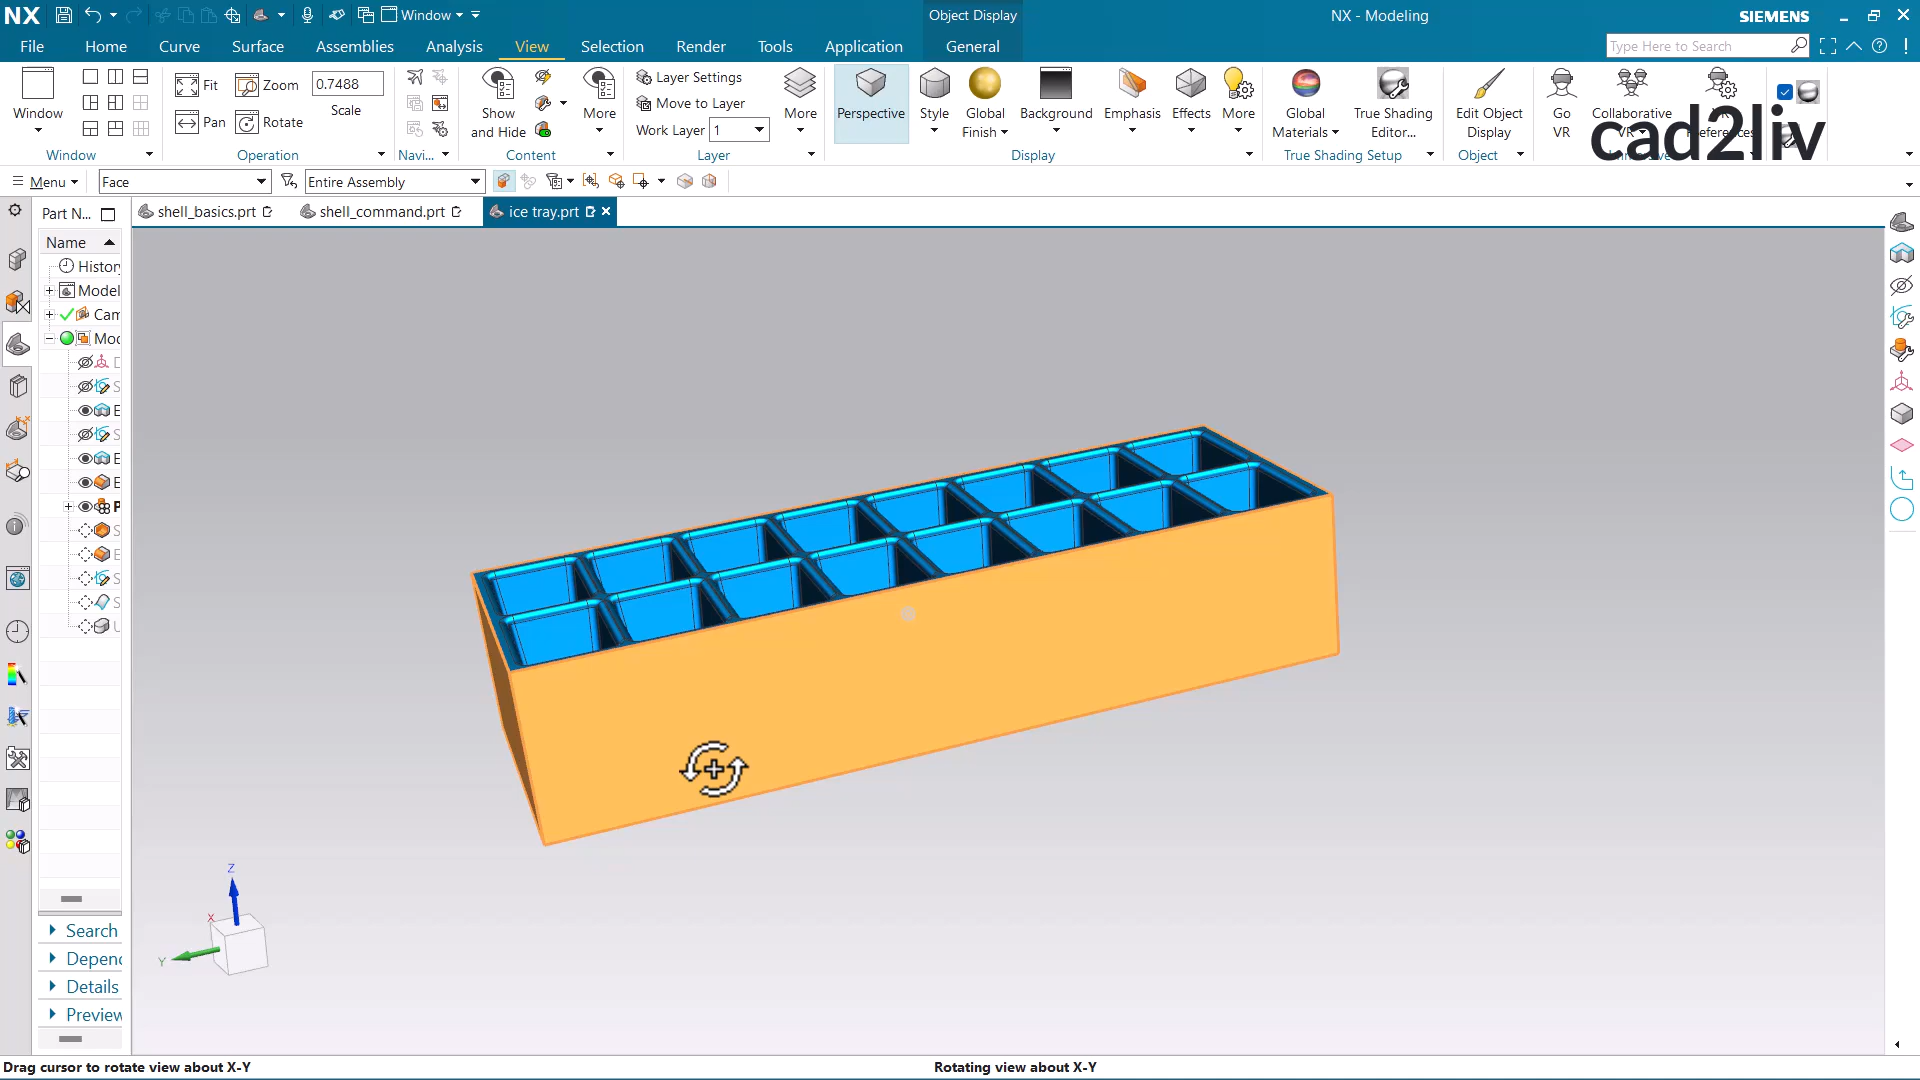 NX
Window
Object Display
NX - Modeling
SIEMENS
File
Home
Curve
Surface
Assemblies
Analysis
View
Selection
Render
Tools
Application
General
Type Here to Search
Window
Fit
Zoom
0.7488
Pan
Rotate
Scale
Show
and Hide
More
Layer Settings
Move to Layer
Work Layer 1
More
Perspective
Style
Global
Finish
Background
Emphasis
Effects
More
Global
Materials
True Shading
Editor...
Edit Object
Display
Go
VR
Collaborative
VR
cad2liv
Window
Operation
Navi...
Content
Layer
Display
True Shading Setup
Object
Menu
Face
Entire Assembly
Part N...
shell_basics.prt
shell_command.prt
ice tray.prt
Name
Histor
Model
Cam
Mod
D
S
E
S
E
E
P
S
E
S
S
U
Search
Depend
Details
Preview
Z
X
Y
Drag cursor to rotate view about X-Y
Rotating view about X-Y